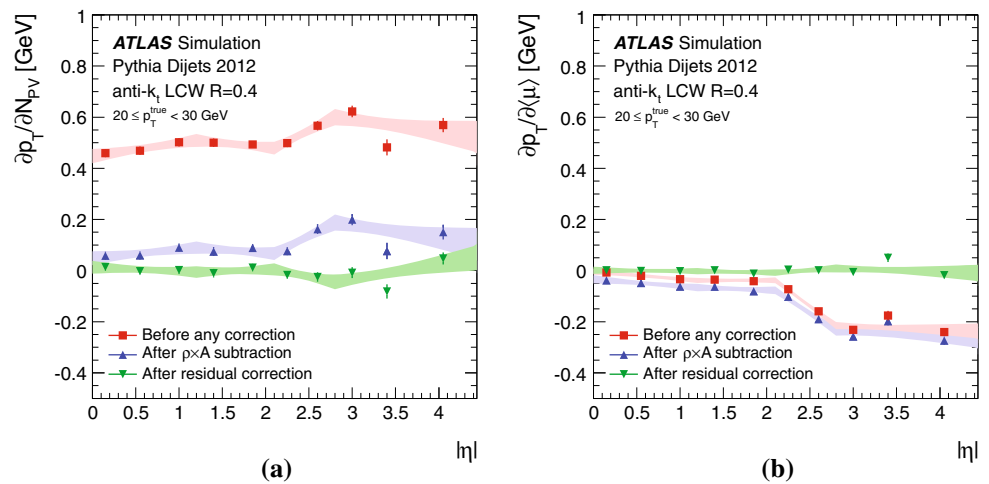 ∂p_T/∂N_PV [GeV]
1
0.8
0.6
0.4
0.2
0
-0.2
-0.4
ATLAS Simulation
Pythia Dijets 2012
anti-k_t LCW R=0.4
20 ≤ p_T^true < 30 GeV
Before any correction
After ρ×A subtraction
After residual correction
0 0.5 1 1.5 2 2.5 3 3.5 4
|η|
(a)
∂p_T/∂⟨μ⟩ [GeV]
1
0.8
0.6
0.4
0.2
0
-0.2
-0.4
ATLAS Simulation
Pythia Dijets 2012
anti-k_t LCW R=0.4
20 ≤ p_T^true < 30 GeV
Before any correction
After ρ×A subtraction
After residual correction
0 0.5 1 1.5 2 2.5 3 3.5 4
|η|
(b)